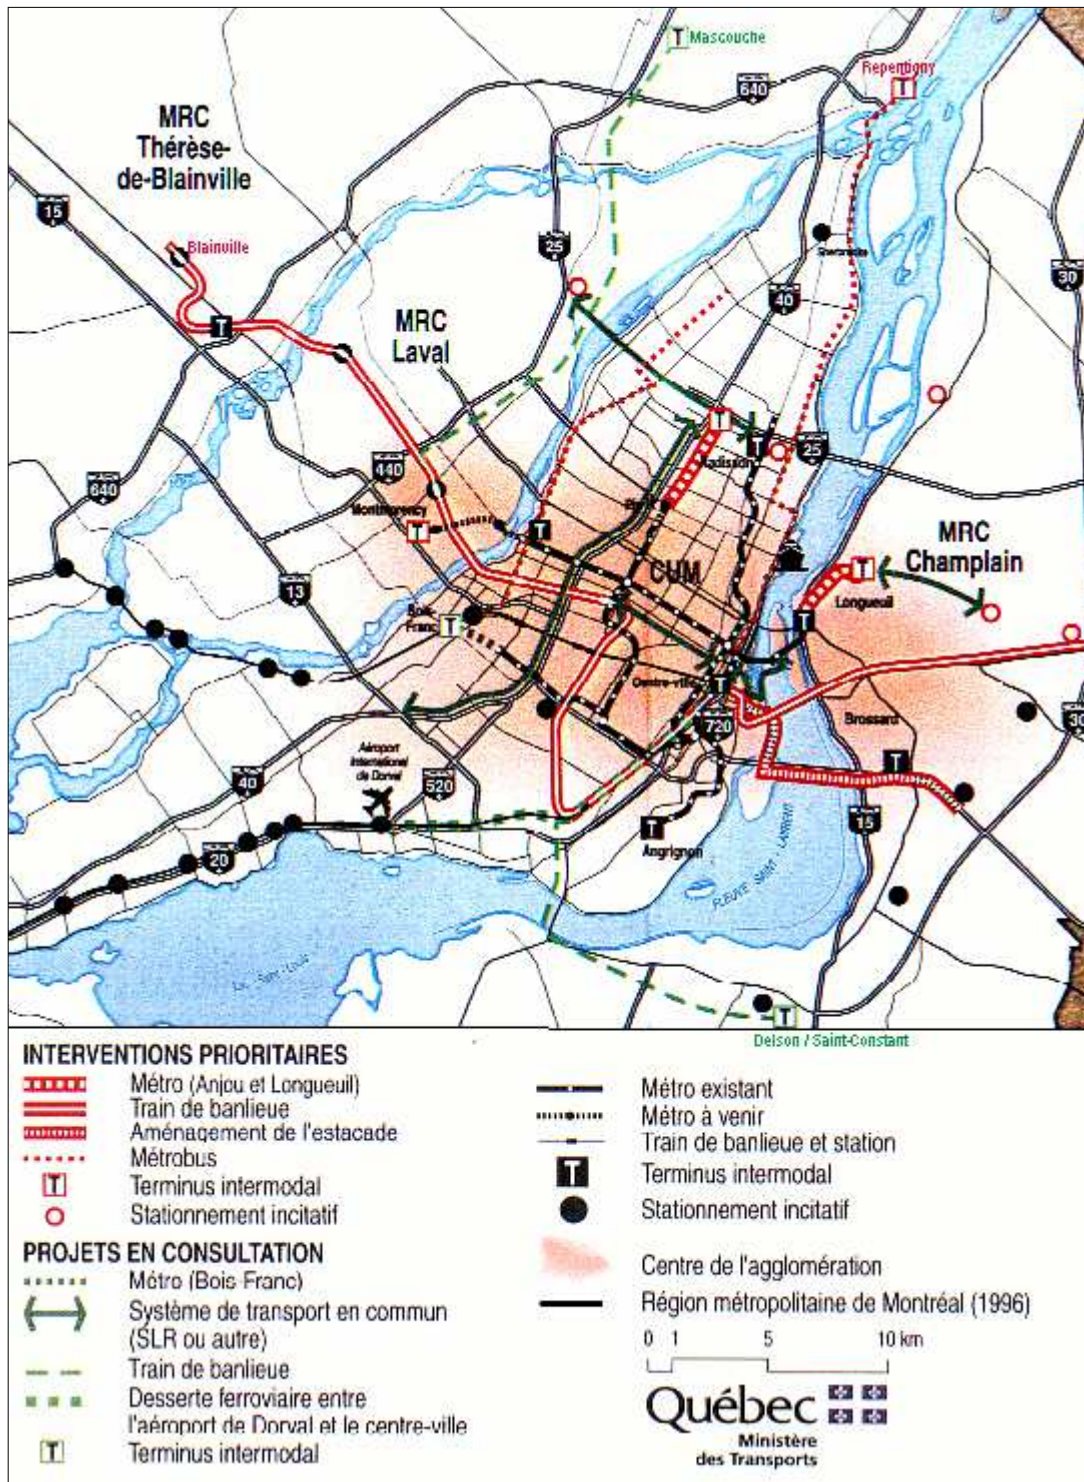 Mascouche
Repentigny
640
MRC
Thérèse-
de-Blainville
15
Blainville
25
Sherbrooke
30
40
MRC
Laval
440
Radisson
25
640
Montmorency
MRC
Champlain
CUM
13
Longueuil
Bois-
Franc
Centre-ville
720
Brossard
30
Aéroport
International
de Dorval
40
520
15
20
Angrignon
FLEUVE SAINT-LAURENT
Lac Saint-Louis
Delson / Saint-Constant
INTERVENTIONS PRIORITAIRES
Métro (Anjou et Longueuil)
Train de banlieue
Aménagement de l'estacade
Métrobus
T Terminus intermodal
Stationnement incitatif
PROJETS EN CONSULTATION
Métro (Bois-Franc)
Système de transport en commun
(SLR ou autre)
Train de banlieue
Desserte ferroviaire entre
l'aéroport de Dorval et le centre-ville
T Terminus intermodal
Métro existant
Métro à venir
Train de banlieue et station
T Terminus intermodal
Stationnement incitatif
Centre de l'agglomération
Région métropolitaine de Montréal (1996)
0 1 5 10 km
Québec
Ministère
des Transports